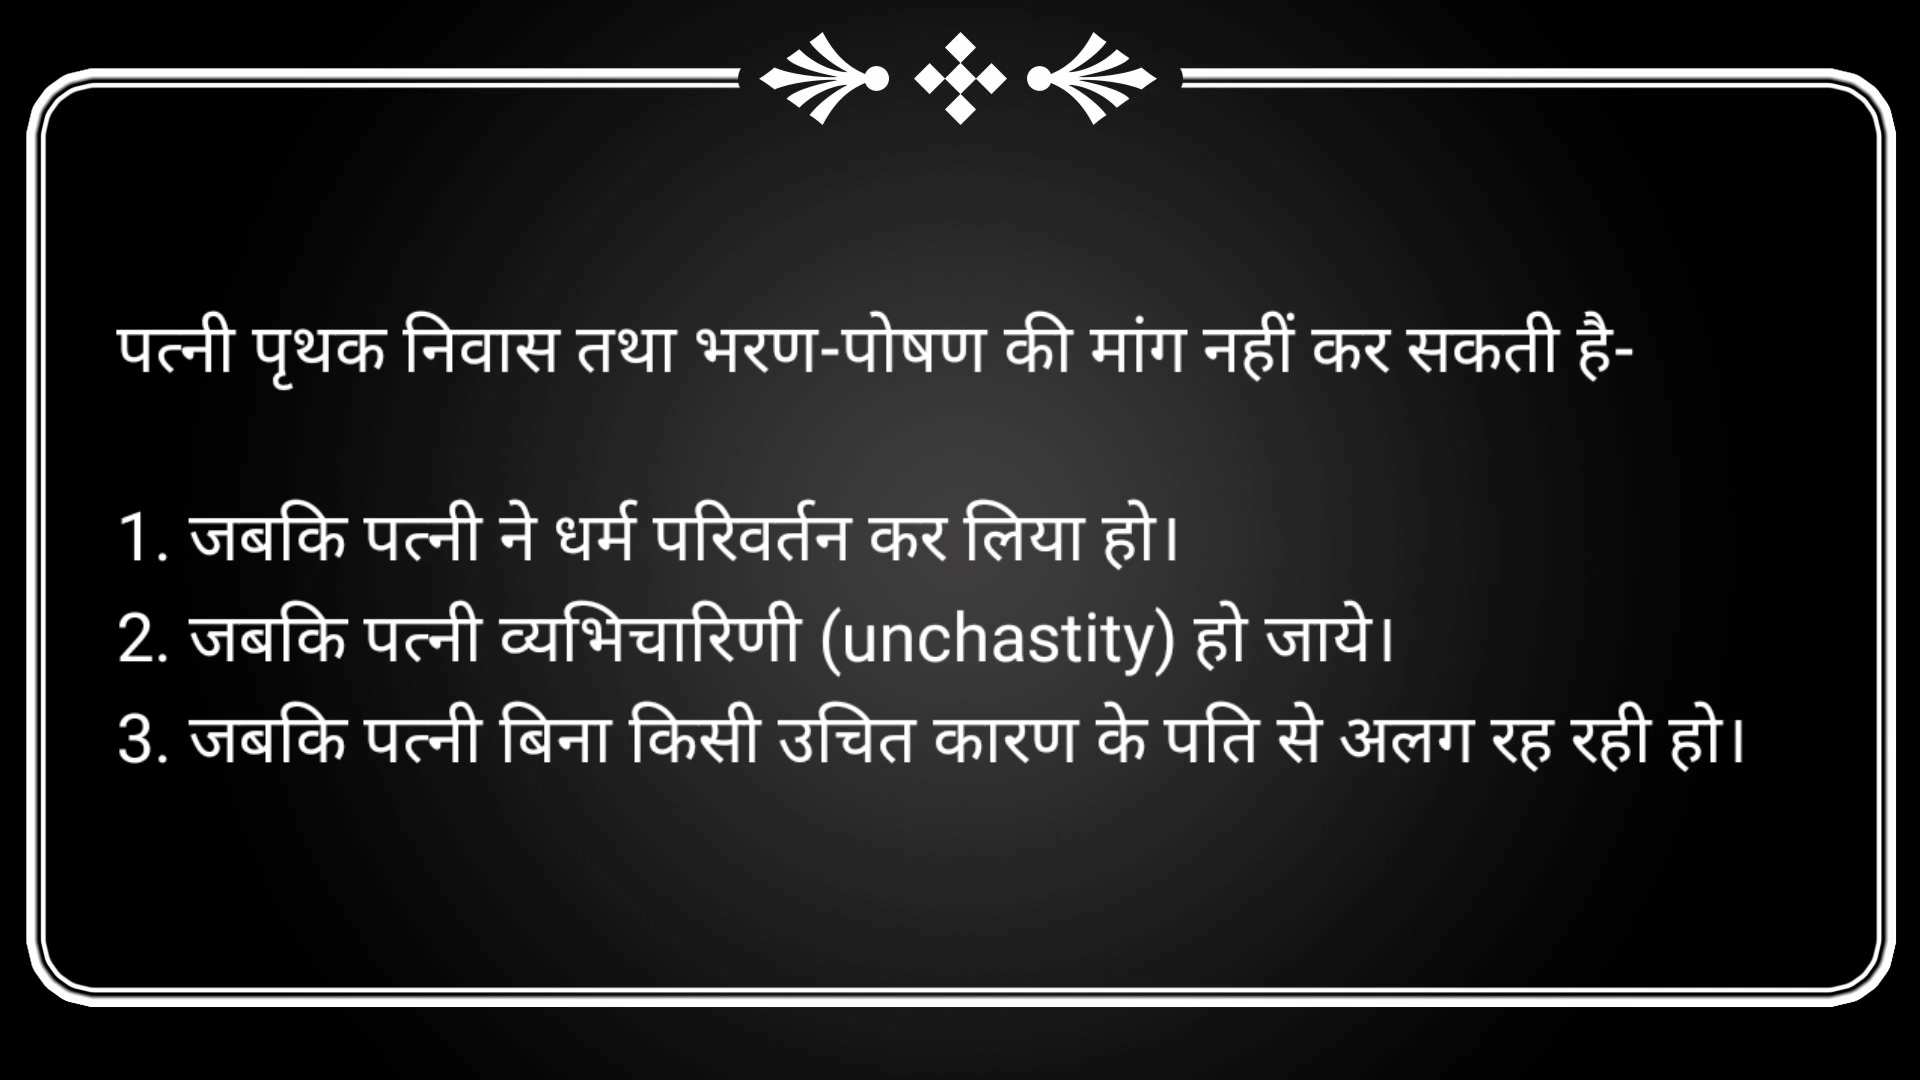 पत्नी पृथक निवास तथा भरण-पोषण की मांग नहीं कर सकती है-
1. जबकि पत्नी ने धर्म परिवर्तन कर लिया हो।
2. जबकि पत्नी व्यभिचारिणी (unchastity) हो जाये।
3. जबकि पत्नी बिना किसी उचित कारण के पति से अलग रह रही हो।